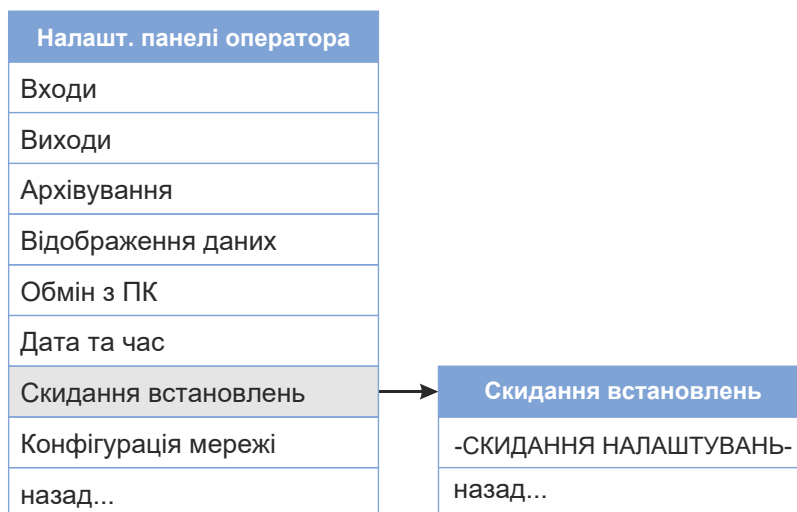 Налашт. панелі оператора
Входи
Виходи
Архівування
Відображення даних
Обмін з ПК
Дата та час
Скидання встановлень
Конфігурація мережі
назад...
Скидання встановлень
-СКИДАННЯ НАЛАШТУВАНЬ-
назад...